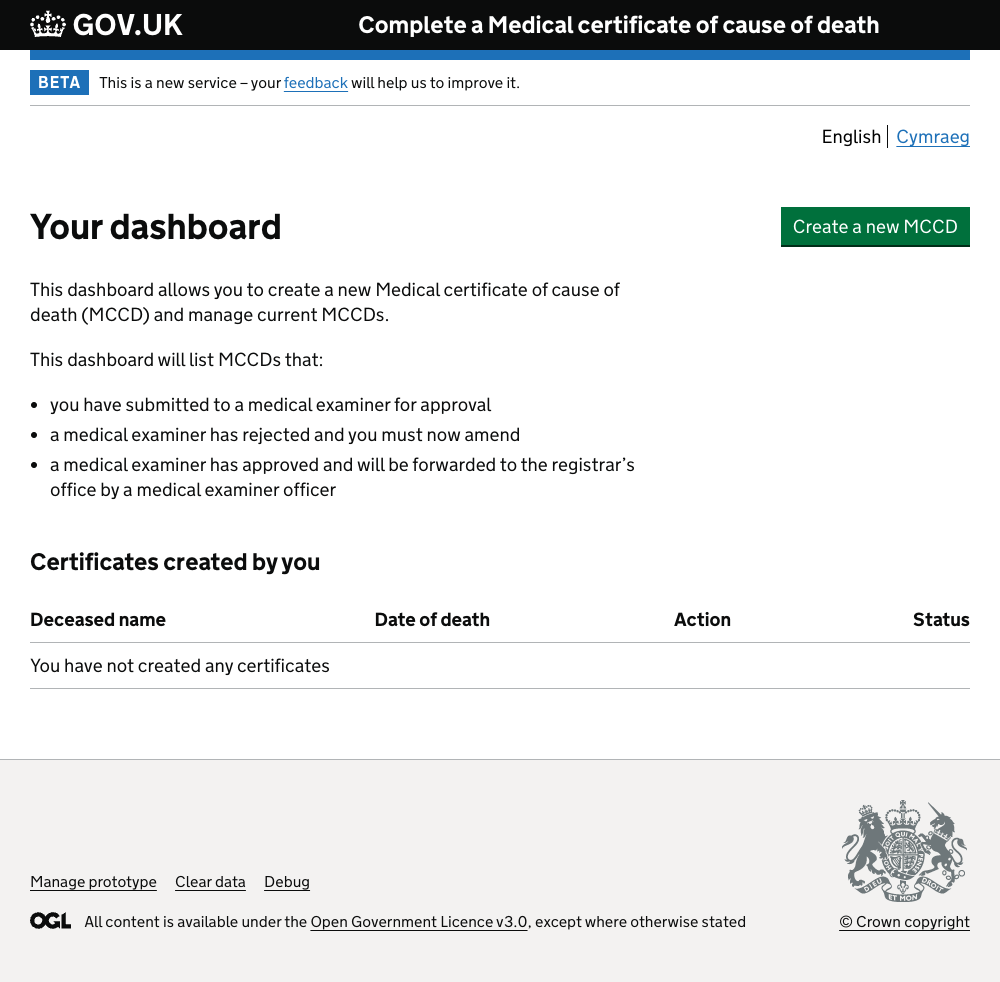 GOV.UK
Complete a Medical certificate of cause of death
BETA This is a new service – your feedback will help us to improve it.
English Cymraeg
Your dashboard
Create a new MCCD
This dashboard allows you to create a new Medical certificate of cause of
death (MCCD) and manage current MCCDs.
This dashboard will list MCCDs that:
• you have submitted to a medical examiner for approval
• a medical examiner has rejected and you must now amend
• a medical examiner has approved and will be forwarded to the registrar’s
office by a medical examiner officer
Certificates created by you
Deceased name Date of death Action Status
You have not created any certificates
DIEU ET MON DROIT
Manage prototype Clear data Debug
OGL All content is available under the Open Government Licence v3.0, except where otherwise stated
© Crown copyright